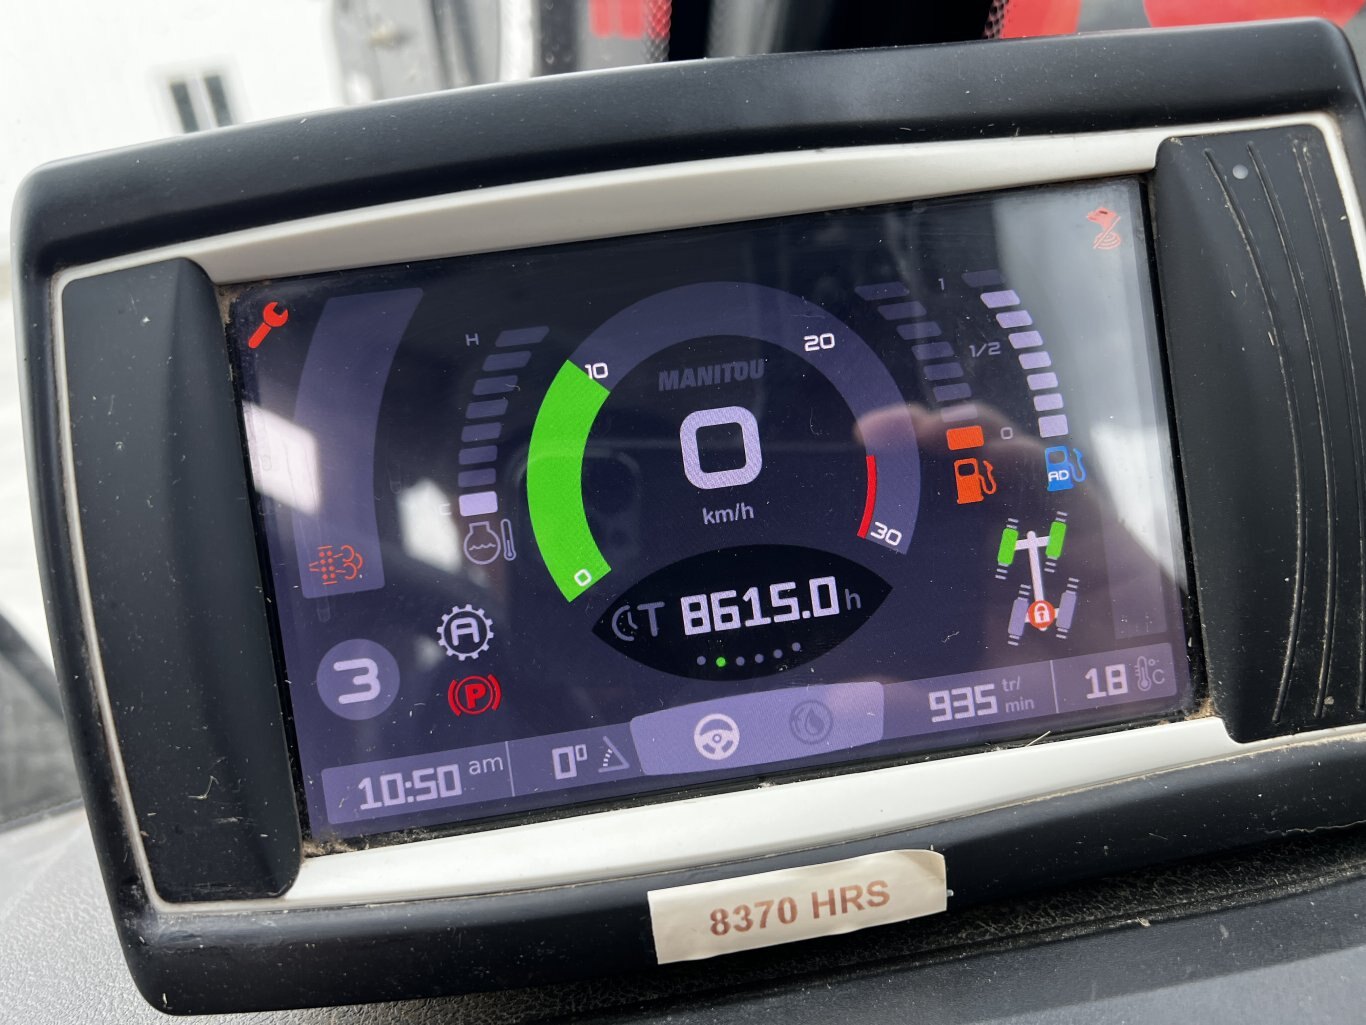 H
C
10
20
30
0
MANITOU
0
km/h
T 8615.0 h
1
1/2
0
AD
3
A
P
10:50 am
0°
935 tr/min
18 °C
8370 HRS